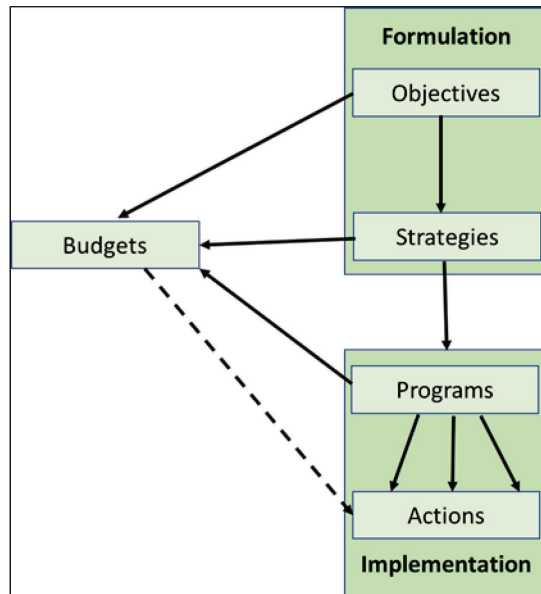 Formulation
Objectives
Budgets
Strategies
Programs
Actions
Implementation